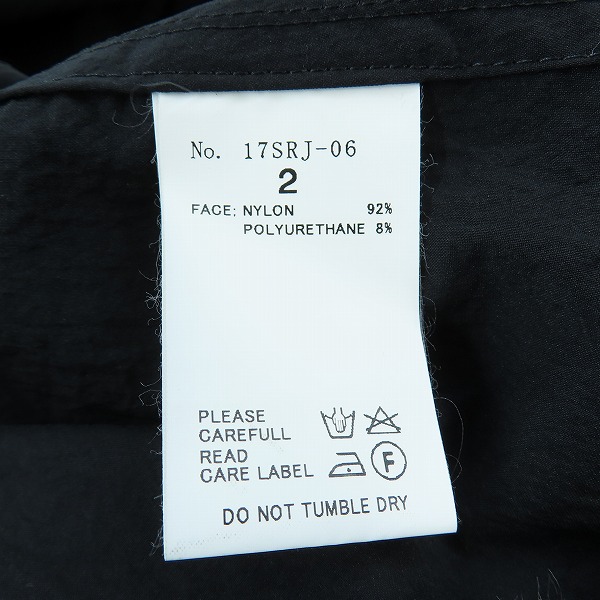 No. 17SRJ-06
2
FACE: NYLON 92%
POLYURETHANE 8%
PLEASE
CAREFULL
READ
CARE LABEL F
DO NOT TUMBLE DRY